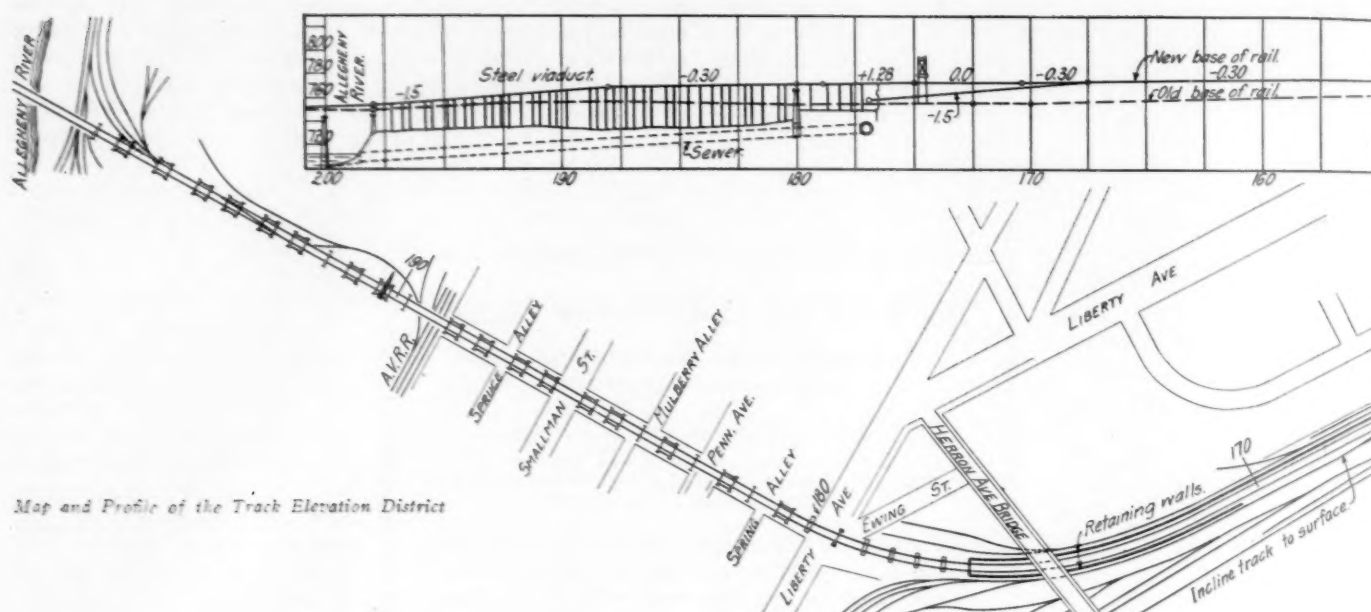 800
780
760
730
ALLEGHENY
RIVER.
-1.5
Steel viaduct.
-0.30
+1.28
0.0
-0.30
New base of rail.
-0.30
Old base of rail.
-1.5
Sewer.
200
190
180
170
160
ALLEGHENY RIVER
190
A.V.R.R.
SPRUCE ALLEY
SMALLMAN ST.
MULBERRY ALLEY
PENN. AVE.
SPRING ALLEY
180
LIBERTY AVE
EWING ST.
HERRON AVE BRIDGE
LIBERTY AVE
170
Retaining walls.
Incline track to surface
Map and Profile of the Track Elevation District